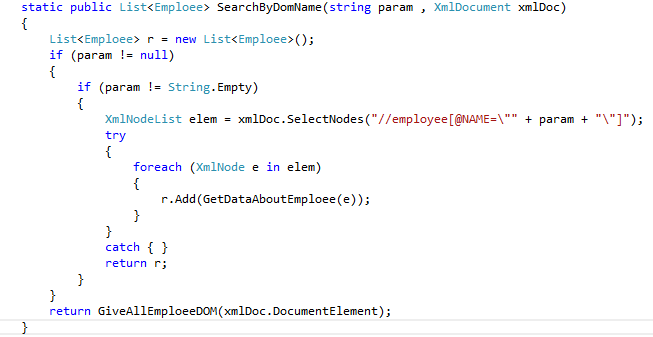 static public List<Emploee> SearchByDomName(string param , XmlDocument xmlDoc)
{
List<Emploee> r = new List<Emploee>();
if (param != null)
{
if (param != String.Empty)
{
XmlNodeList elem = xmlDoc.SelectNodes("//employee[@NAME=\"" + param + "\"]");
try
{
foreach (XmlNode e in elem)
{
r.Add(GetDataAboutEmploee(e));
}
}
catch { }
return r;
}
}
return GiveAllEmploeeDOM(xmlDoc.DocumentElement);
}